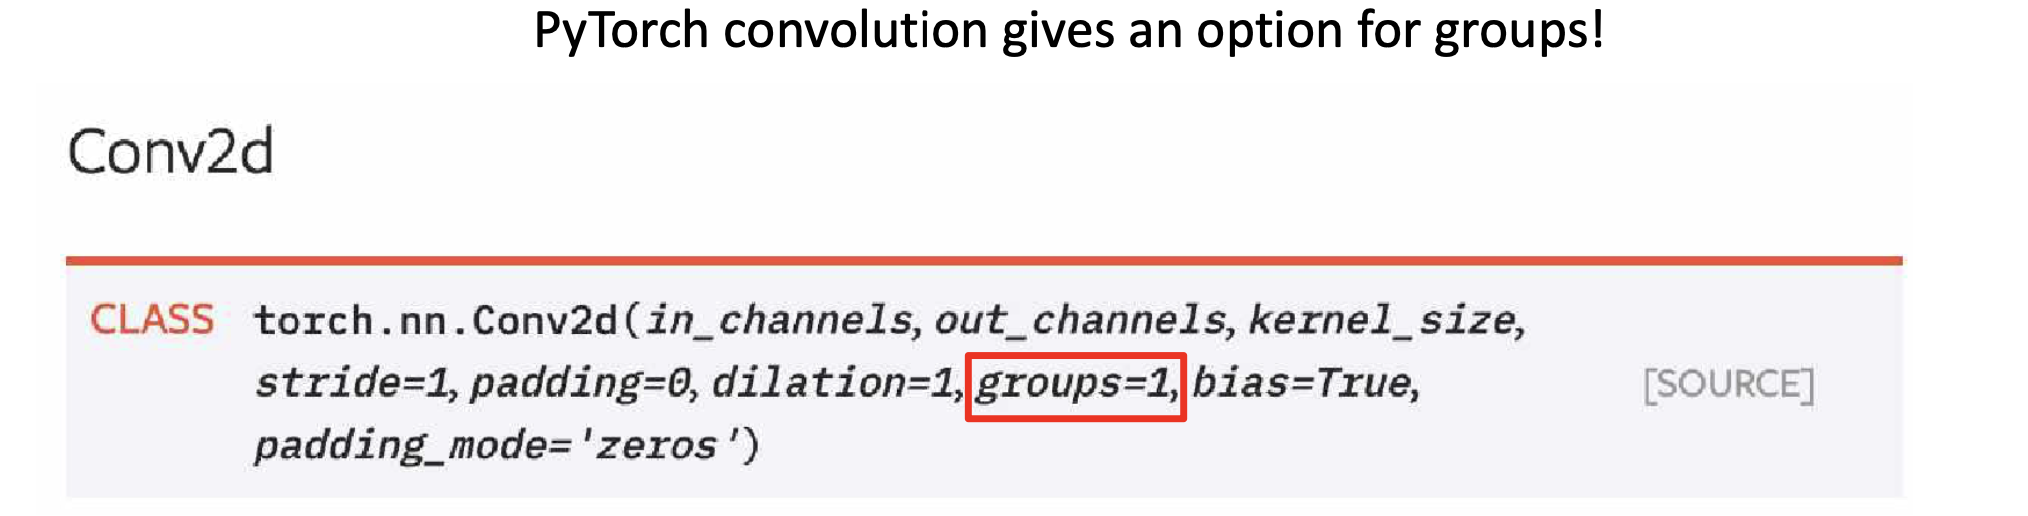 PyTorch convolution gives an option for groups!
Conv2d
CLASS torch.nn.Conv2d(in_channels, out_channels, kernel_size,
stride=1, padding=0, dilation=1, groups=1, bias=True, [SOURCE]
padding_mode='zeros')